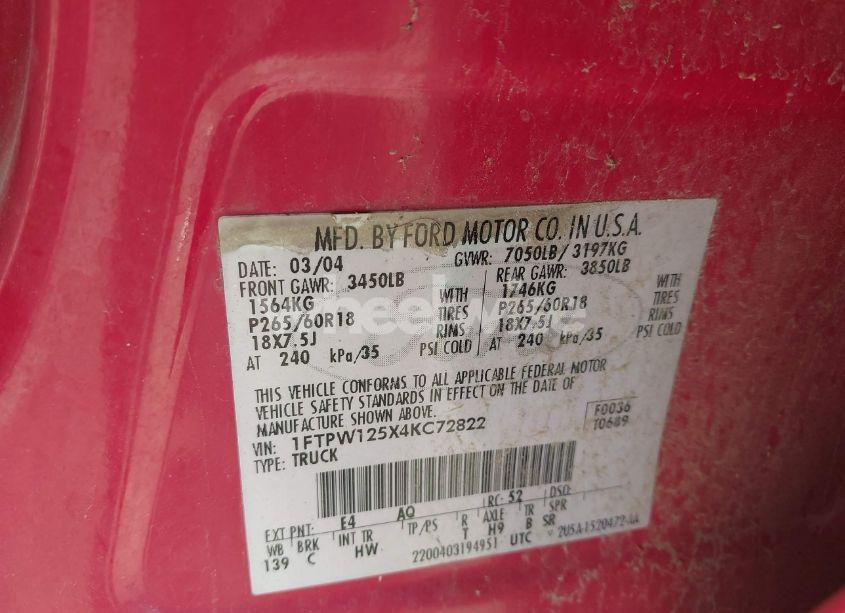 MFD. BY FORD MOTOR CO. IN U.S.A.
DATE: 03/04 GVWR: 7050LB/ 3197KG
FRONT GAWR: 3450LB REAR GAWR: 3850LB
1564KG WITH 1746KG WITH
P265/60R18 TIRES P265/60R18 TIRES
18X7.5J RIMS 18X7.5J RIMS
AT 240 kPa/35 PSI COLD AT 240 kPa/35 PSI COLD
THIS VEHICLE CONFORMS TO ALL APPLICABLE FEDERAL MOTOR
VEHICLE SAFETY STANDARDS IN EFFECT ON THE DATE OF
MANUFACTURE SHOWN ABOVE.
VIN: 1FTPW125X4KC72822
TYPE: TRUCK
F0036
T0689
EXT PNT: E4 AQ RC: 52 DSO:
WB BRK INT TR TP/PS R AXLE TR SPR
139 C HW T H9 B SR
2200403194951 UTC